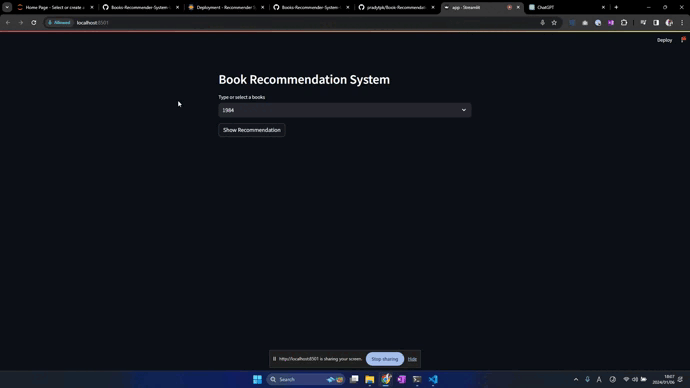 Home Page - Select or create a
Books-Recommender-System-
Deployment - Recommender S
Books-Recommender-System-
pradytpk/Book-Recommendat
app · Streamlit
ChatGPT
Allowed
localhost:8501
Deploy
Book Recommendation System
Type or select a books
1984
Show Recommendation
http://localhost:8501 is sharing your screen.
Stop sharing
Hide
Search
18:07
2024/01/06